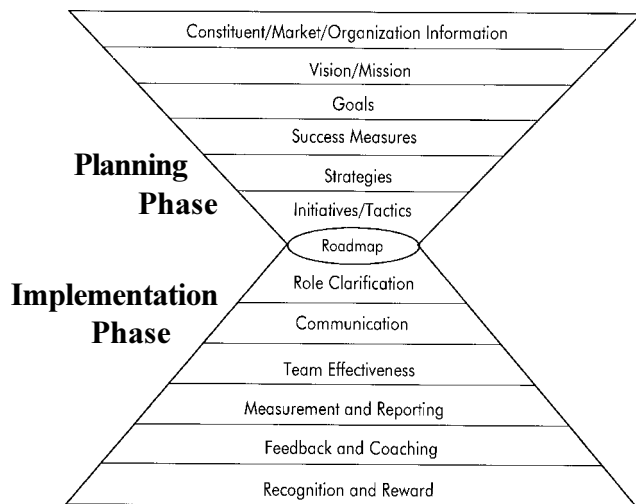 Constituent/Market/Organization Information
Vision/Mission
Goals
Success Measures
Planning
Phase
Strategies
Initiatives/Tactics
Roadmap
Implementation
Phase
Role Clarification
Communication
Team Effectiveness
Measurement and Reporting
Feedback and Coaching
Recognition and Reward